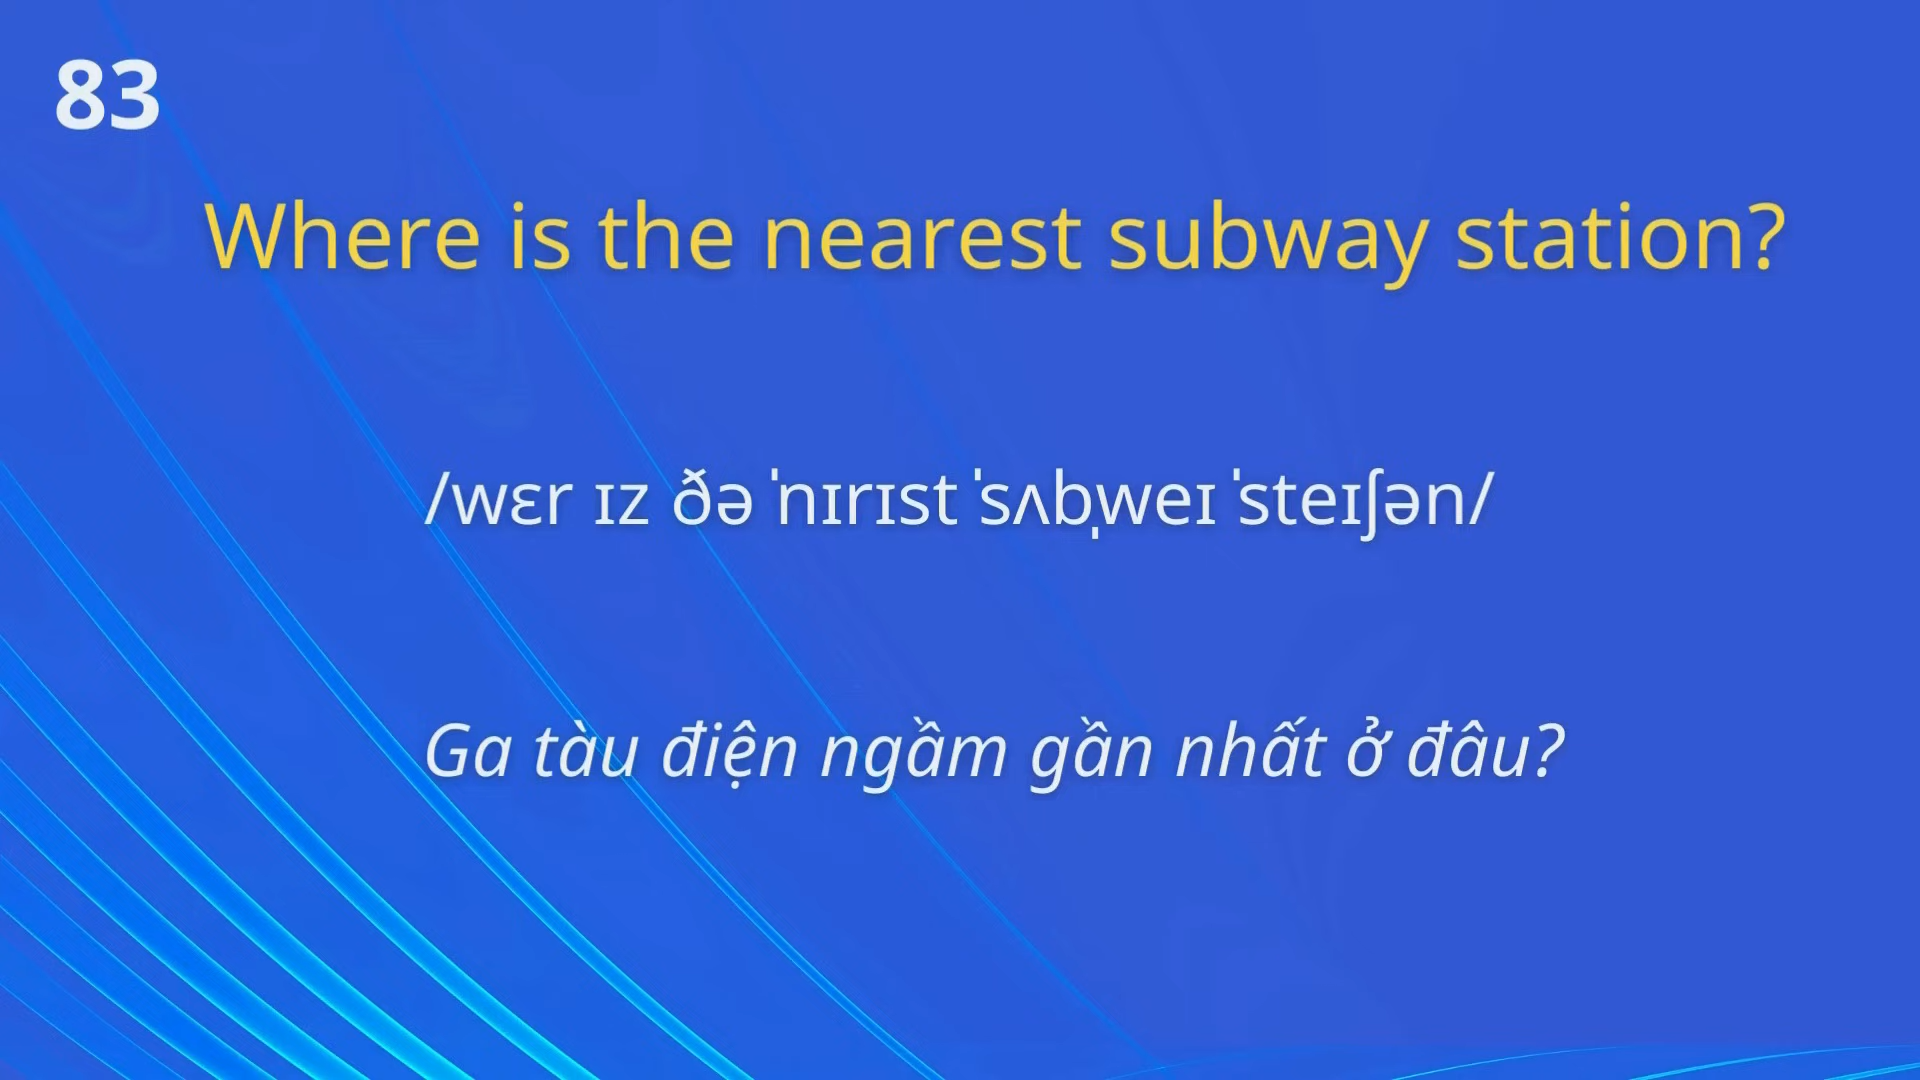 83
Where is the nearest subway station?
/wɛr ɪz ðə ˈnɪrɪst ˈsʌbˌweɪ ˈsteɪʃən/
Ga tàu điện ngầm gần nhất ở đâu?